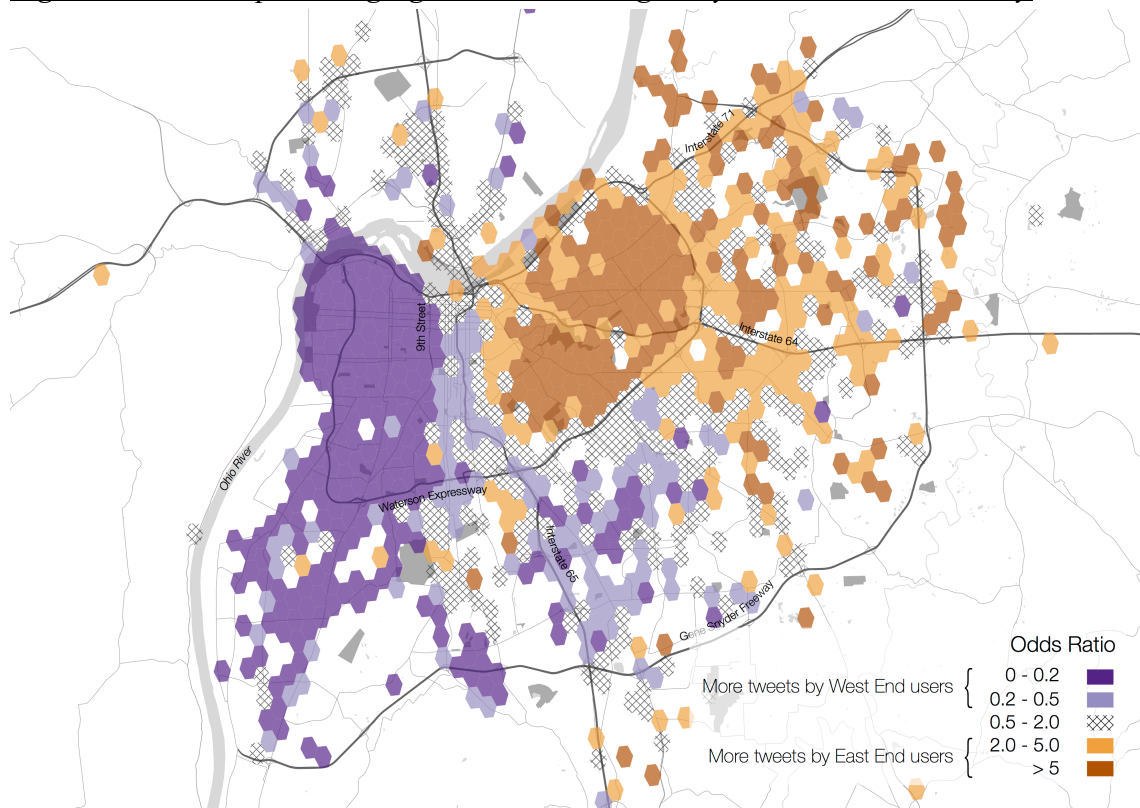 Interstate 71
9th Street
Interstate 64
Ohio River
Waterson Expressway
Interstate 65
Gene Snyder Freeway
Odds Ratio
More tweets by West End users { 0 - 0.2
0.2 - 0.5
0.5 - 2.0
More tweets by East End users { 2.0 - 5.0
> 5